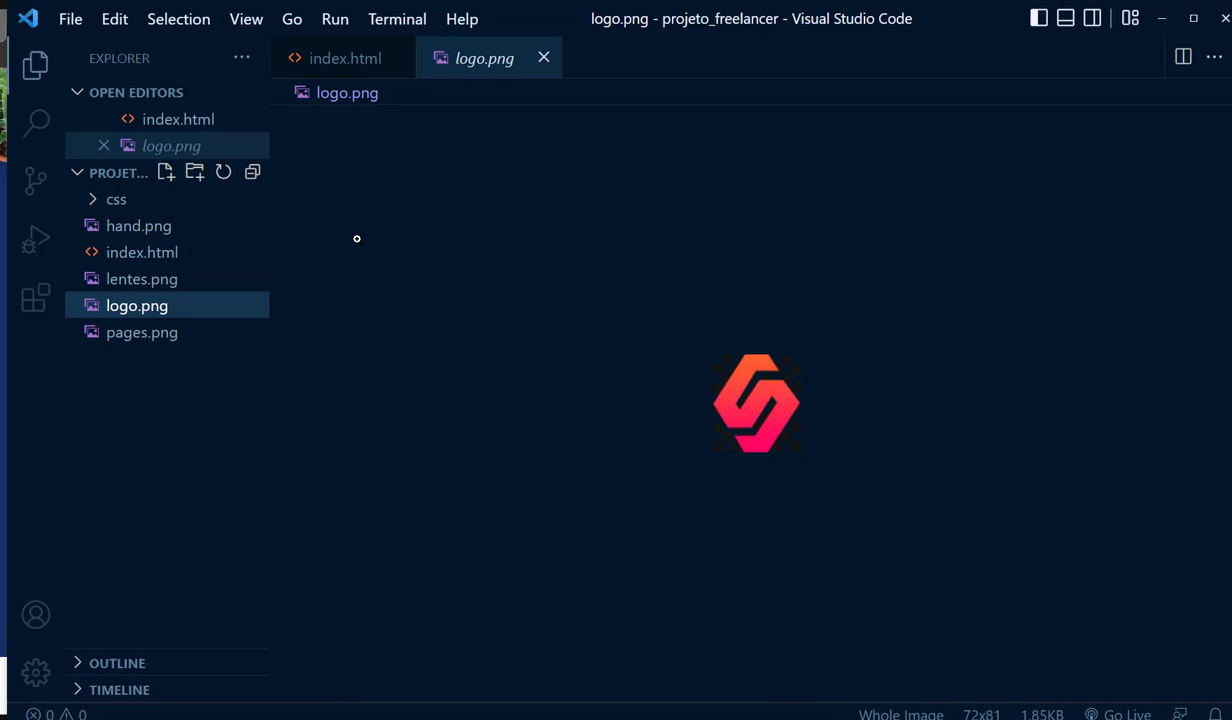 File Edit Selection View Go Run Terminal Help logo.png - projeto_freelancer - Visual Studio Code
EXPLORER ··· index.html logo.png ···
OPEN EDITORS logo.png
index.html
logo.png
PROJET...
css
hand.png
index.html
lentes.png
logo.png
pages.png
OUTLINE
TIMELINE
0 0 Whole Image 72x81 1.85KB Go Live